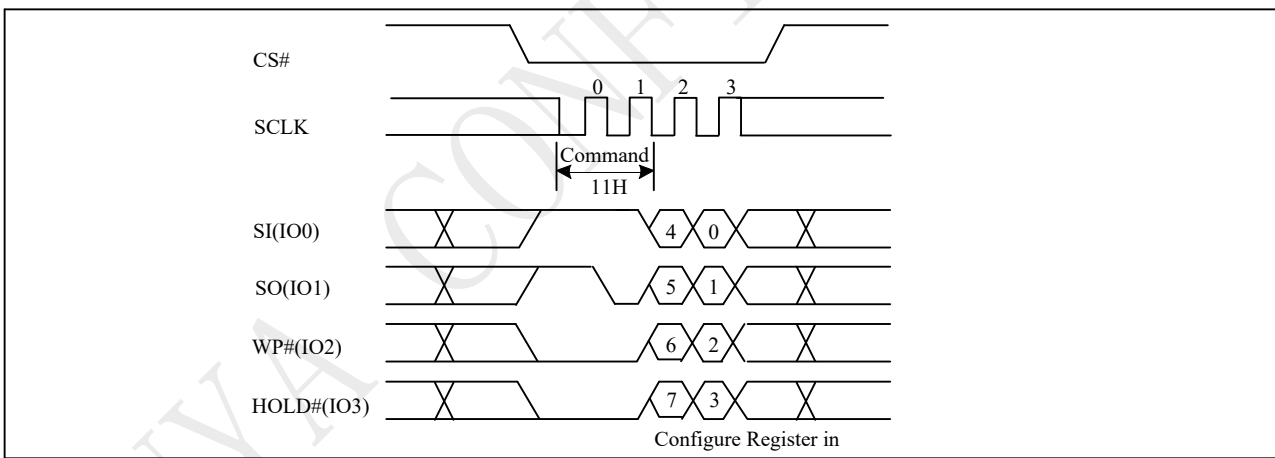 CS#
0 1 2 3
SCLK
Command
11H
SI(IO0)
4 0
SO(IO1)
5 1
WP#(IO2)
6 2
HOLD#(IO3)
7 3
Configure Register in